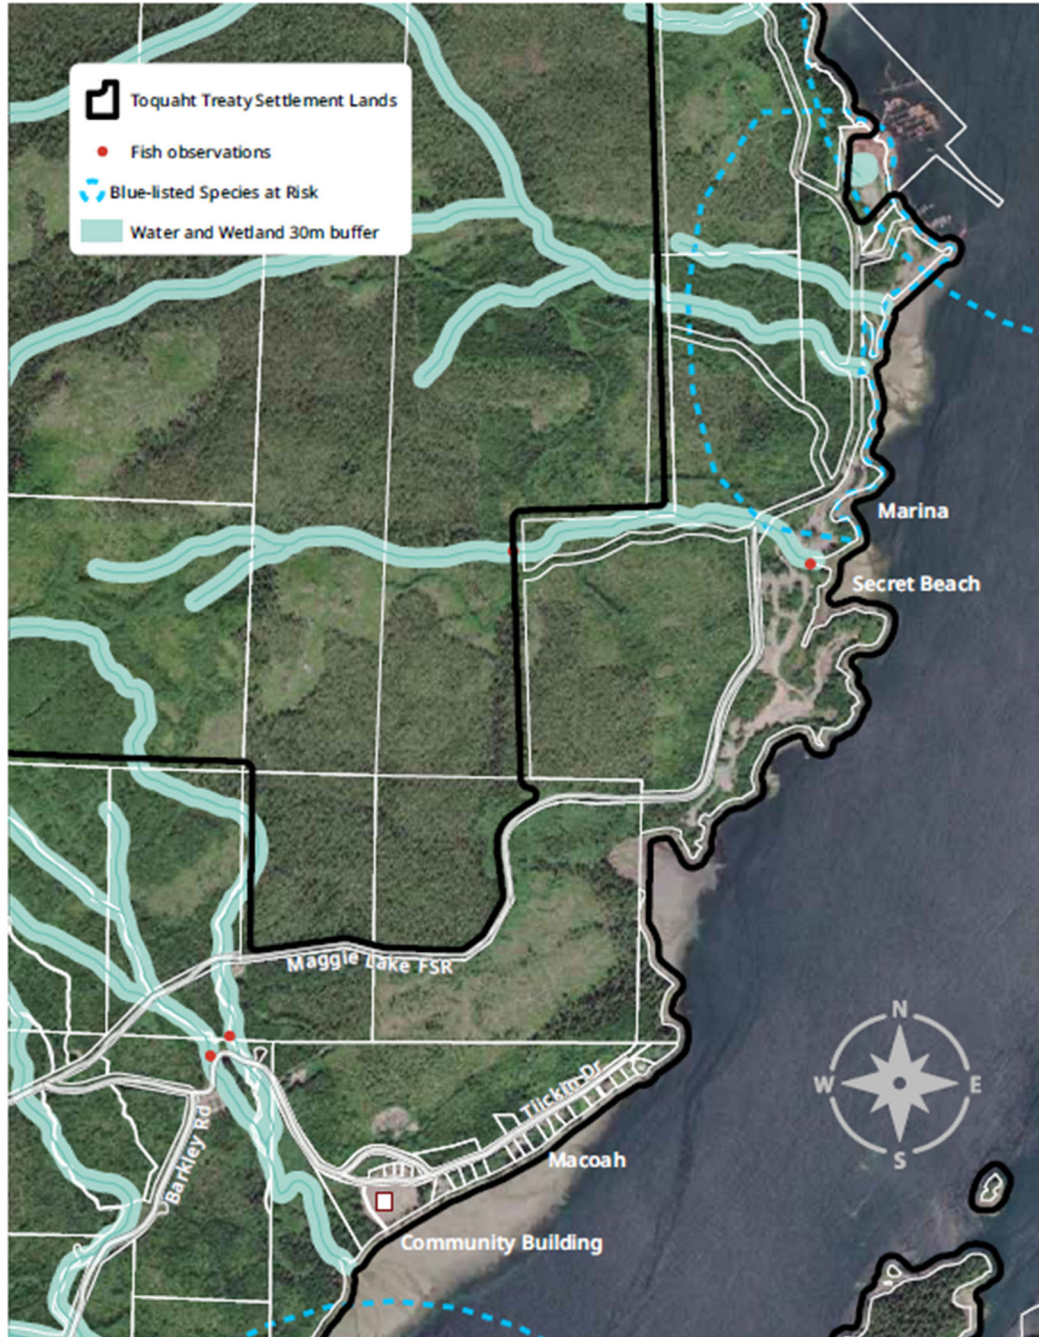 Toquaht Treaty Settlement Lands
Fish observations
Blue-listed Species at Risk
Water and Wetland 30m buffer
Marina
Secret Beach
Maggie Lake FSR
N
W E
S
Tiickin Dr
Barkley Rd
Macoah
Community Building